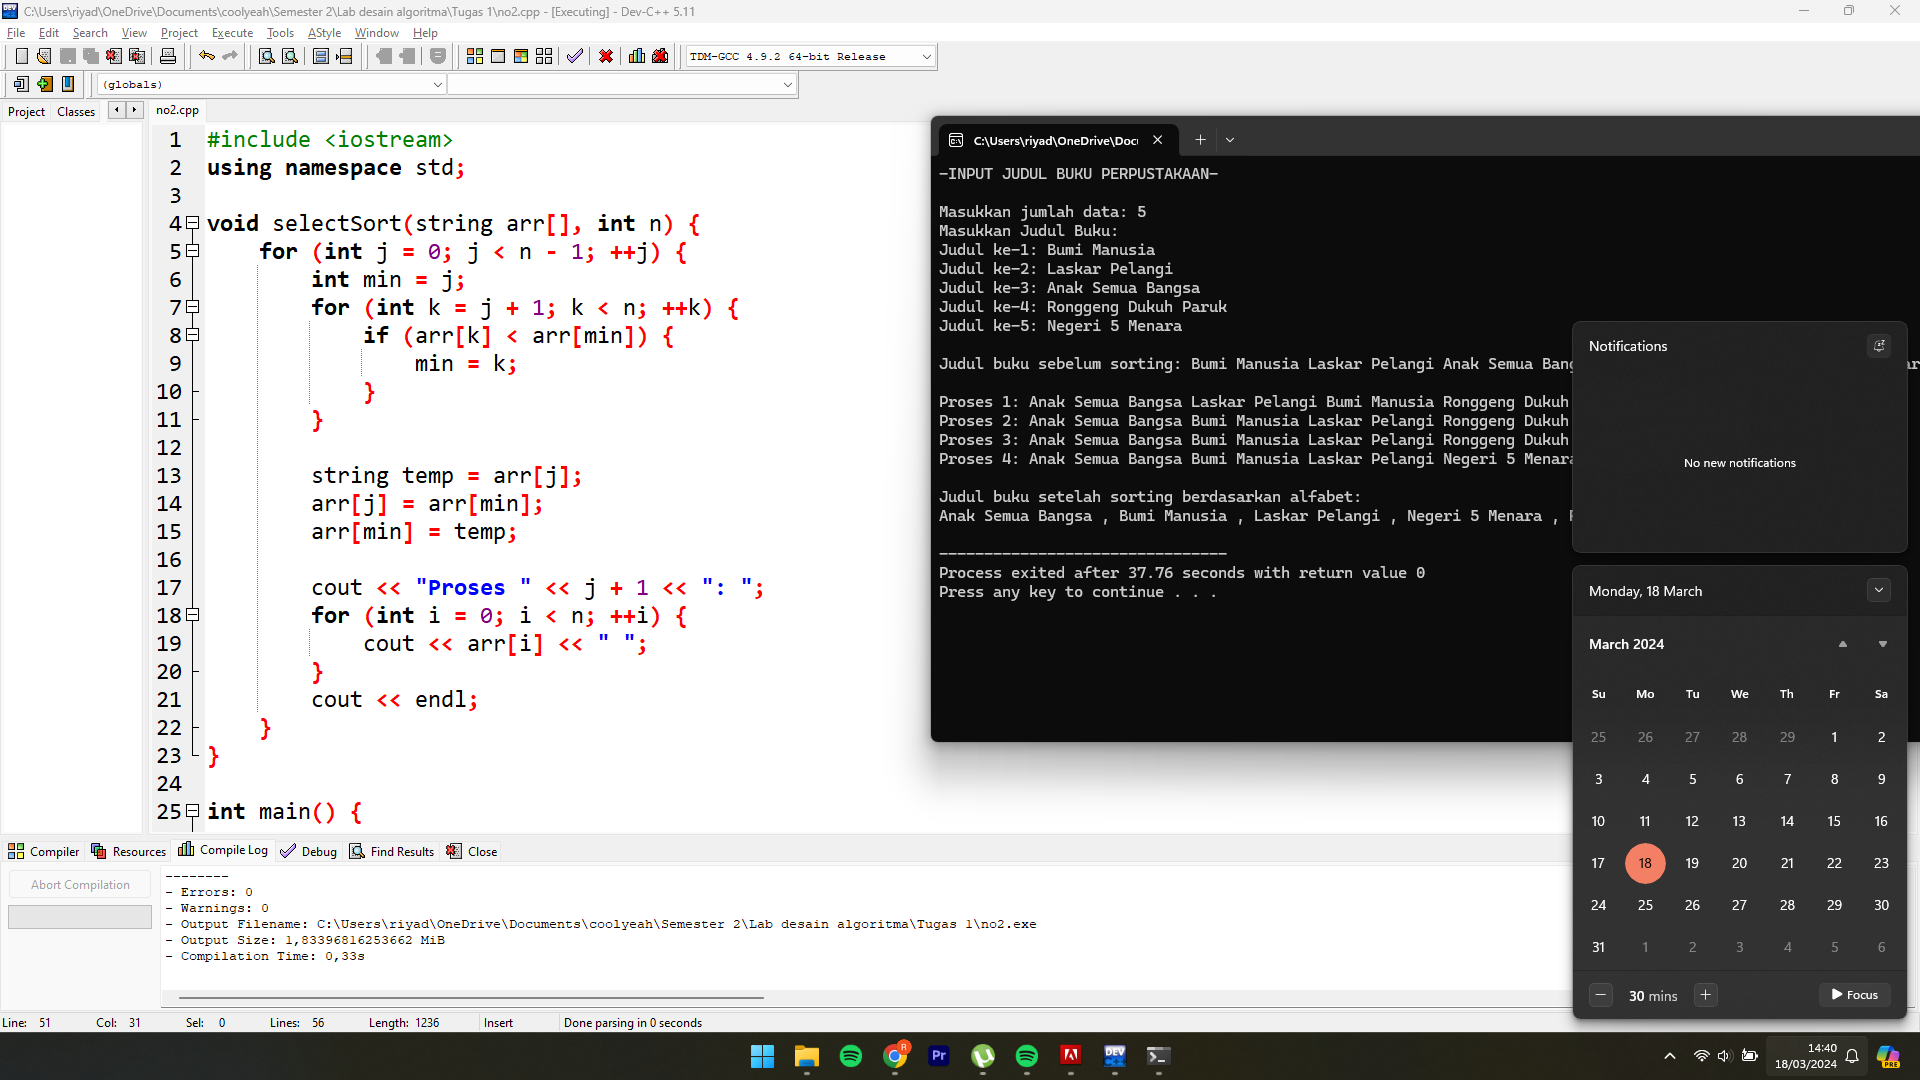 C:\Users\riyad\OneDrive\Documents\coolyeah\Semester 2\Lab desain algoritma\Tugas 1\no2.cpp - [Executing] - Dev-C++ 5.11
File Edit Search View Project Execute Tools AStyle Window Help
TDM-GCC 4.9.2 64-bit Release
(globals)
Project Classes no2.cpp
1 #include <iostream>
2 using namespace std;
3
4 void selectSort(string arr[], int n) {
5 for (int j = 0; j < n - 1; ++j) {
6 int min = j;
7 for (int k = j + 1; k < n; ++k) {
8 if (arr[k] < arr[min]) {
9 min = k;
10 }
11 }
12
13 string temp = arr[j];
14 arr[j] = arr[min];
15 arr[min] = temp;
16
17 cout << "Proses " << j + 1 << ": ";
18 for (int i = 0; i < n; ++i) {
19 cout << arr[i] << " ";
20 }
21 cout << endl;
22 }
23 }
24
25 int main() {
C:\Users\riyad\OneDrive\Doc
-INPUT JUDUL BUKU PERPUSTAKAAN-
Masukkan jumlah data: 5
Masukkan Judul Buku:
Judul ke-1: Bumi Manusia
Judul ke-2: Laskar Pelangi
Judul ke-3: Anak Semua Bangsa
Judul ke-4: Ronggeng Dukuh Paruk
Judul ke-5: Negeri 5 Menara
Judul buku sebelum sorting: Bumi Manusia Laskar Pelangi Anak Semua Bang
Proses 1: Anak Semua Bangsa Laskar Pelangi Bumi Manusia Ronggeng Dukuh
Proses 2: Anak Semua Bangsa Bumi Manusia Laskar Pelangi Ronggeng Dukuh
Proses 3: Anak Semua Bangsa Bumi Manusia Laskar Pelangi Ronggeng Dukuh
Proses 4: Anak Semua Bangsa Bumi Manusia Laskar Pelangi Negeri 5 Menara
Judul buku setelah sorting berdasarkan alfabet:
Anak Semua Bangsa , Bumi Manusia , Laskar Pelangi , Negeri 5 Menara ,
--------------------------------
Process exited after 37.76 seconds with return value 0
Press any key to continue . . .
Notifications
No new notifications
Monday, 18 March
March 2024
Su Mo Tu We Th Fr Sa
25 26 27 28 29 1 2
3 4 5 6 7 8 9
10 11 12 13 14 15 16
17 18 19 20 21 22 23
24 25 26 27 28 29 30
31 1 2 3 4 5 6
30 mins Focus
Compiler Resources Compile Log Debug Find Results Close
Abort Compilation
--------
- Errors: 0
- Warnings: 0
- Output Filename: C:\Users\riyad\OneDrive\Documents\coolyeah\Semester 2\Lab desain algoritma\Tugas 1\no2.exe
- Output Size: 1,83396816253662 MiB
- Compilation Time: 0,33s
Line: 51 Col: 31 Sel: 0 Lines: 56 Length: 1236 Insert Done parsing in 0 seconds
R
Pr
DEV
14:40
18/03/2024
PRE